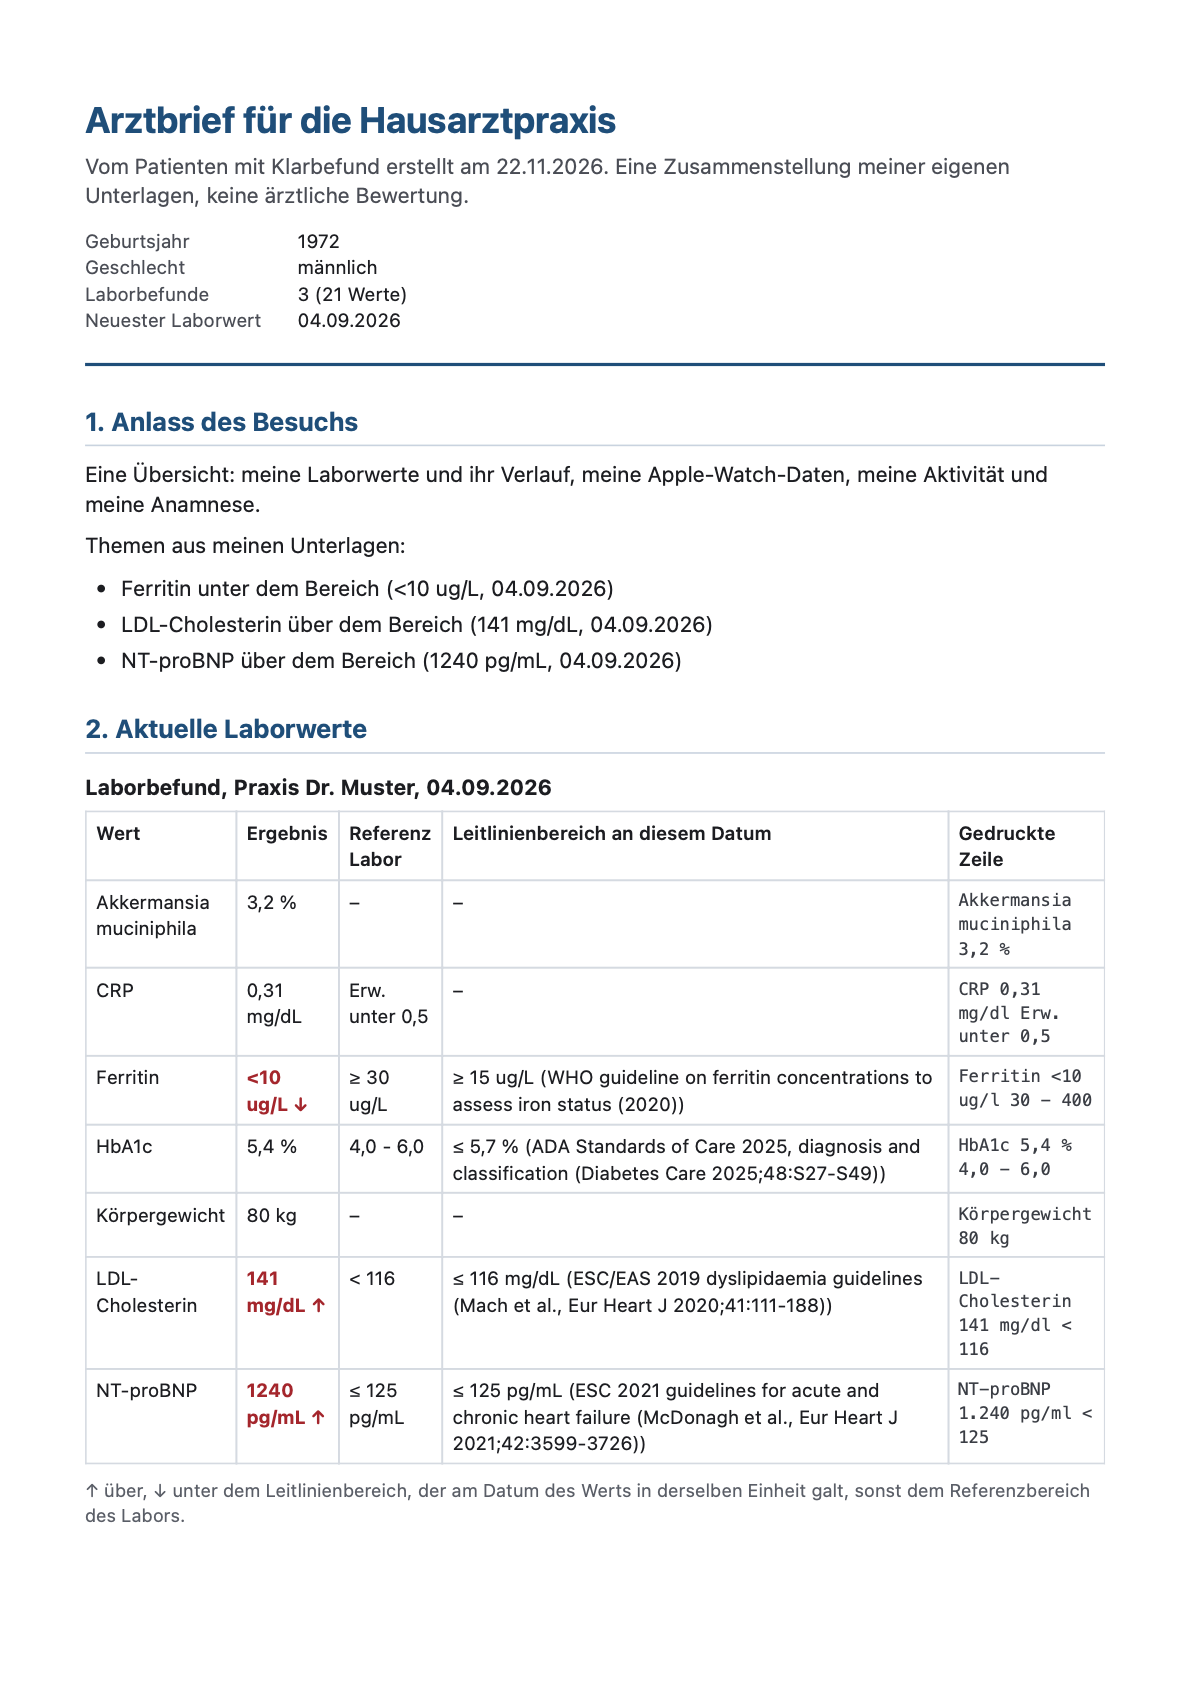 Arztbrief für die Hausarztpraxis
Vom Patienten mit Klarbefund erstellt am 22.11.2026. Eine Zusammenstellung meiner eigenen
Unterlagen, keine ärztliche Bewertung.
Geburtsjahr 1972
Geschlecht männlich
Laborbefunde 3 (21 Werte)
Neuester Laborwert 04.09.2026
1. Anlass des Besuchs
Eine Übersicht: meine Laborwerte und ihr Verlauf, meine Apple-Watch-Daten, meine Aktivität und
meine Anamnese.
Themen aus meinen Unterlagen:
• Ferritin unter dem Bereich (<10 ug/L, 04.09.2026)
• LDL-Cholesterin über dem Bereich (141 mg/dL, 04.09.2026)
• NT-proBNP über dem Bereich (1240 pg/mL, 04.09.2026)
2. Aktuelle Laborwerte
Laborbefund, Praxis Dr. Muster, 04.09.2026
Wert Ergebnis Referenz Leitlinienbereich an diesem Datum Gedruckte
Labor Zeile
Akkermansia 3,2 % – – Akkermansia
muciniphila muciniphila
3,2 %
CRP 0,31 Erw. – CRP 0,31
mg/dL unter 0,5 mg/dl Erw.
unter 0,5
Ferritin <10 ≥ 30 ≥ 15 ug/L (WHO guideline on ferritin concentrations to Ferritin <10
ug/L ↓ ug/L assess iron status (2020)) ug/l 30 – 400
HbA1c 5,4 % 4,0 - 6,0 ≤ 5,7 % (ADA Standards of Care 2025, diagnosis and HbA1c 5,4 %
classification (Diabetes Care 2025;48:S27-S49)) 4,0 – 6,0
Körpergewicht 80 kg – – Körpergewicht
80 kg
LDL- 141 < 116 ≤ 116 mg/dL (ESC/EAS 2019 dyslipidaemia guidelines LDL-
Cholesterin mg/dL ↑ (Mach et al., Eur Heart J 2020;41:111-188)) Cholesterin
141 mg/dl <
116
NT-proBNP 1240 ≤ 125 ≤ 125 pg/mL (ESC 2021 guidelines for acute and NT-proBNP
pg/mL ↑ pg/mL chronic heart failure (McDonagh et al., Eur Heart J 1.240 pg/ml <
2021;42:3599-3726)) 125
↑ über, ↓ unter dem Leitlinienbereich, der am Datum des Werts in derselben Einheit galt, sonst dem Referenzbereich
des Labors.